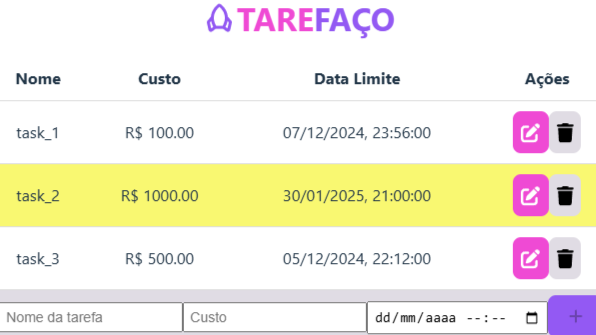 TAREFAÇO
Nome Custo Data Limite Ações
task_1 R$ 100.00 07/12/2024, 23:56:00
task_2 R$ 1000.00 30/01/2025, 21:00:00
task_3 R$ 500.00 05/12/2024, 22:12:00
Nome da tarefa Custo dd/mm/aaaa --:-- +